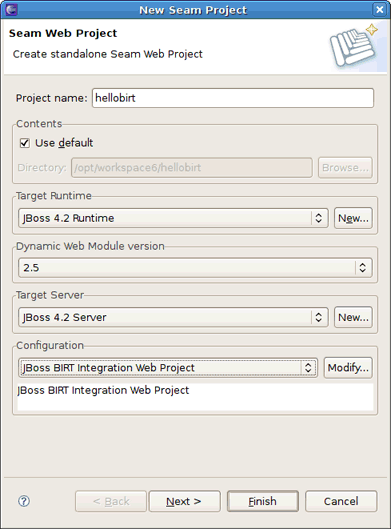 New Seam Project
Seam Web Project
Create standalone Seam Web Project
Project name: hellobirt
Contents
Use default
Directory: /opt/workspace6/hellobirt Browse...
Target Runtime
JBoss 4.2 Runtime New...
Dynamic Web Module version
2.5
Target Server
JBoss 4.2 Server New...
Configuration
JBoss BIRT Integration Web Project Modify...
JBoss BIRT Integration Web Project
? < Back Next > Finish Cancel